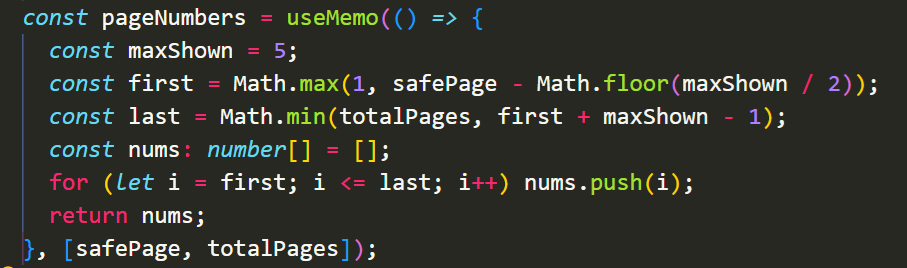 const pageNumbers = useMemo(() => {
  const maxShown = 5;
  const first = Math.max(1, safePage - Math.floor(maxShown / 2));
  const last = Math.min(totalPages, first + maxShown - 1);
  const nums: number[] = [];
  for (let i = first; i <= last; i++) nums.push(i);
  return nums;
}, [safePage, totalPages]);